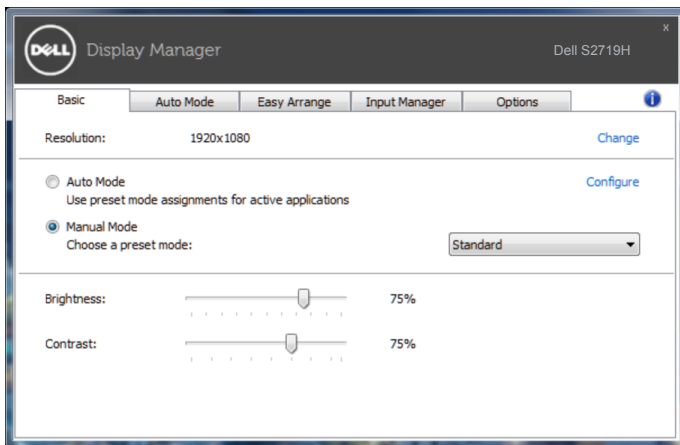 x
DELL Display Manager Dell S2719H
Basic Auto Mode Easy Arrange Input Manager Options i
Resolution: 1920x1080 Change
Auto Mode Configure
Use preset mode assignments for active applications
Manual Mode
Choose a preset mode: Standard
Brightness: 75%
Contrast: 75%